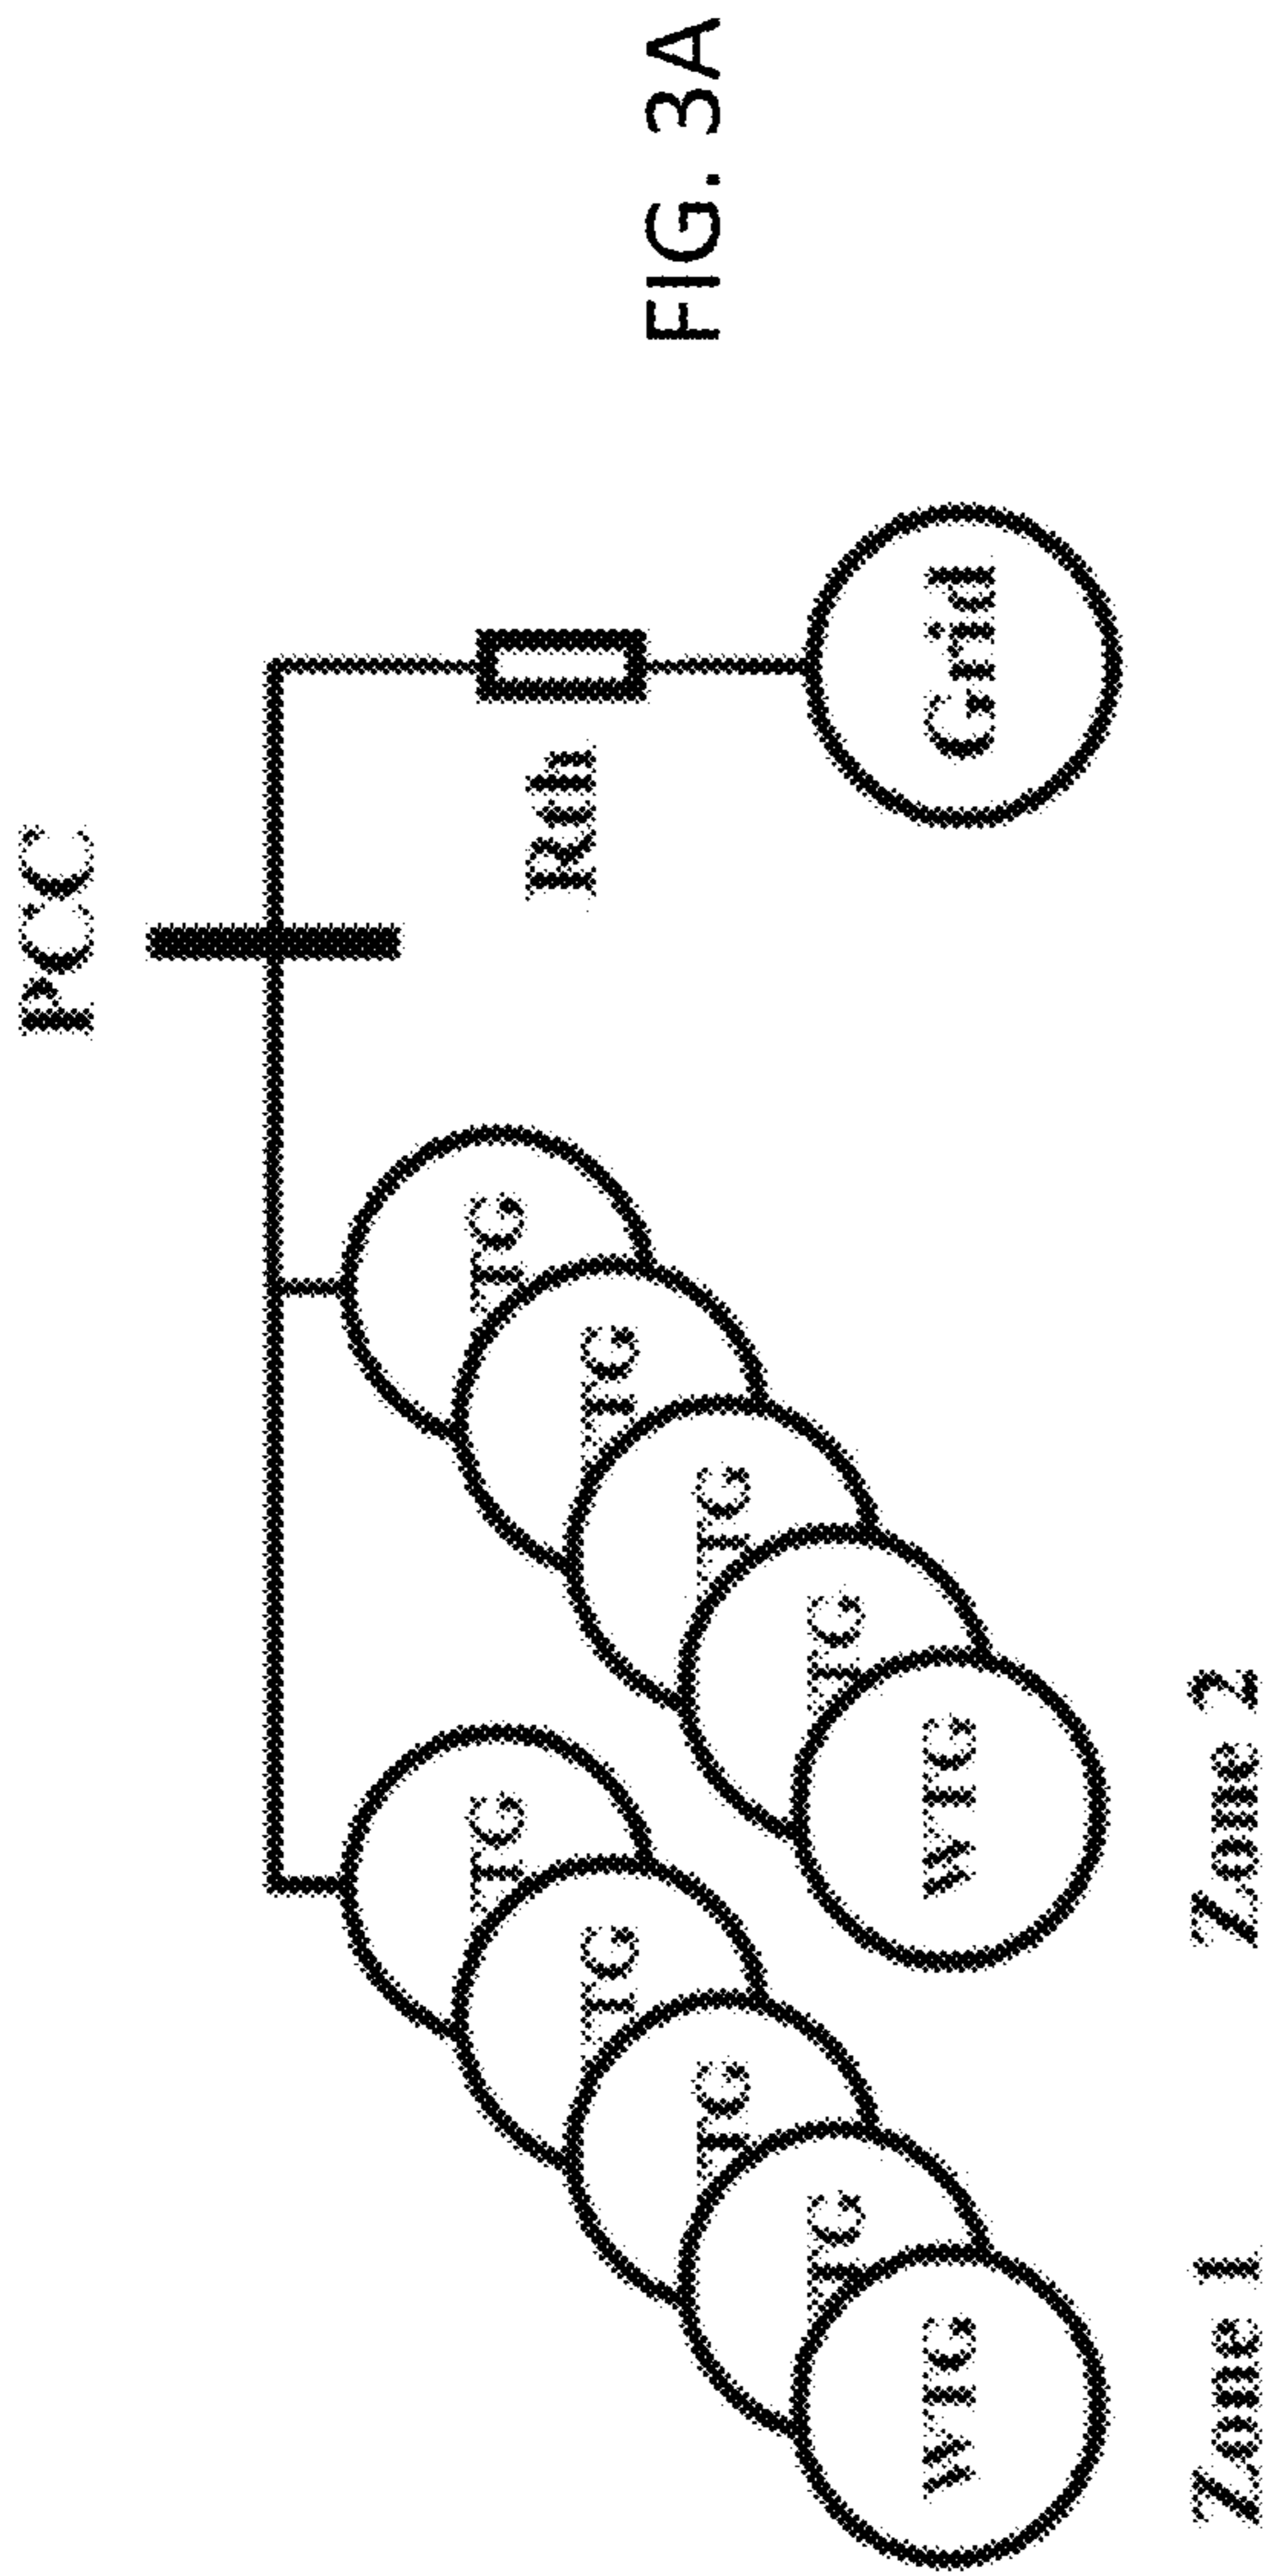 PCC
TG
TG
TG
TG
WTG
Zone 1
TG
TG
TG
TG
WTG
Zone 2
Rth
Grid
FIG. 3A